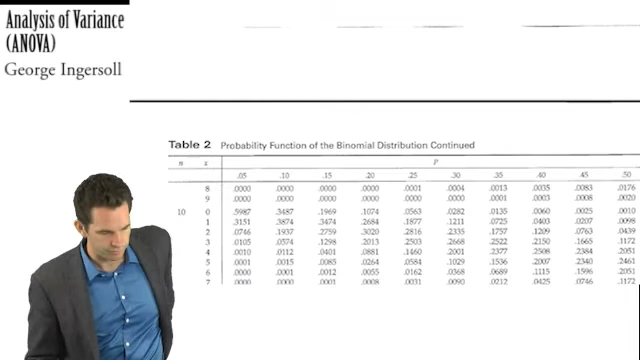 Analysis of Variance
(ANOVA)
George Ingersoll
Table 2 Probability Function of the Binomial Distribution Continued
P
n x .05 .10 .15 .20 .25 .30 .35 .40 .45 .50
8 .0000 .0000 .0000 .0000 .0001 .0004 .0013 .0035 .0083 .0176
9 .0000 .0000 .0000 .0000 .0000 .0000 .0001 .0003 .0008 .0020
10 0 .5987 .3487 .1969 .1074 .0563 .0282 .0135 .0060 .0025 .0010
1 .3151 .3874 .3474 .2684 .1877 .1211 .0725 .0403 .0207 .0098
2 .0746 .1937 .2759 .3020 .2816 .2335 .1757 .1209 .0763 .0439
3 .0105 .0574 .1298 .2013 .2503 .2668 .2522 .2150 .1665 .1172
4 .0010 .0112 .0401 .0881 .1460 .2001 .2377 .2508 .2384 .2051
5 .0001 .0015 .0085 .0264 .0584 .1029 .1536 .2007 .2340 .2461
6 .0000 .0001 .0012 .0055 .0162 .0368 .0689 .1115 .1596 .2051
7 .0000 .0000 .0001 .0008 .0031 .0090 .0212 .0425 .0746 .1172